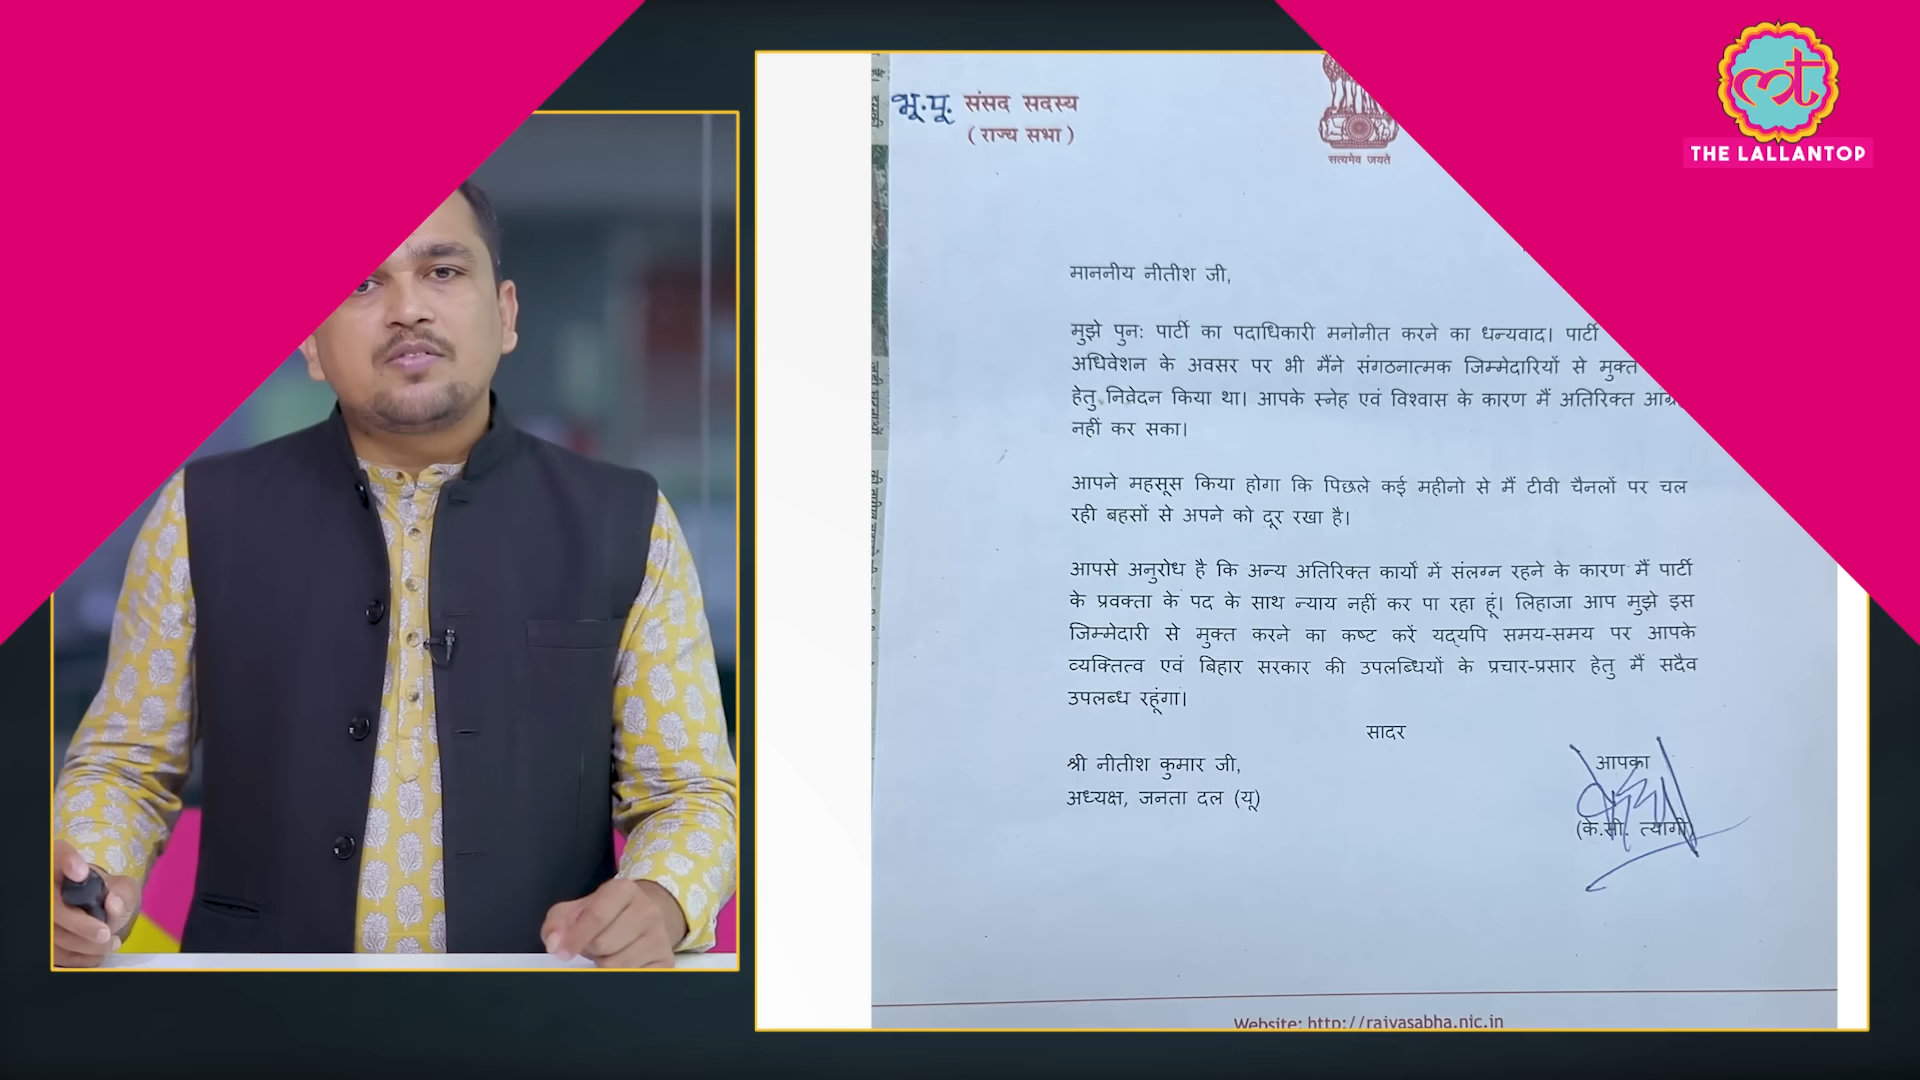 THE LALLANTOP
भू.पू. संसद सदस्य
(राज्य सभा)
सत्यमेव जयते
माननीय नीतीश जी,
मुझे पुन: पार्टी का पदाधिकारी मनोनीत करने का धन्यवाद। पार्टी
अधिवेशन के अवसर पर भी मैंने संगठनात्मक जिम्मेदारियों से मुक्त
हेतु निवेदन किया था। आपके स्नेह एवं विश्वास के कारण मैं अतिरिक्त
नहीं कर सका।
आपने महसूस किया होगा कि पिछले कई महीनो से मैं टीवी चैनलों पर चल
रही बहसों से अपने को दूर रखा है।
आपसे अनुरोध है कि अन्य अतिरिक्त कार्यों में संलग्न रहने के कारण मैं पार्टी
के प्रवक्ता के पद के साथ न्याय नहीं कर पा रहा हूं। लिहाजा आप मुझे इस
जिम्मेदारी से मुक्त करने का कष्ट करें यद्यपि समय-समय पर आपके
व्यक्तित्व एवं बिहार सरकार की उपलब्धियों के प्रचार-प्रसार हेतु मैं सदैव
उपलब्ध रहूंगा।
सादर
श्री नीतीश कुमार जी,
अध्यक्ष, जनता दल (यू)
आपका
(के.सी. त्यागी)
Website: http://rajyasabha.nic.in